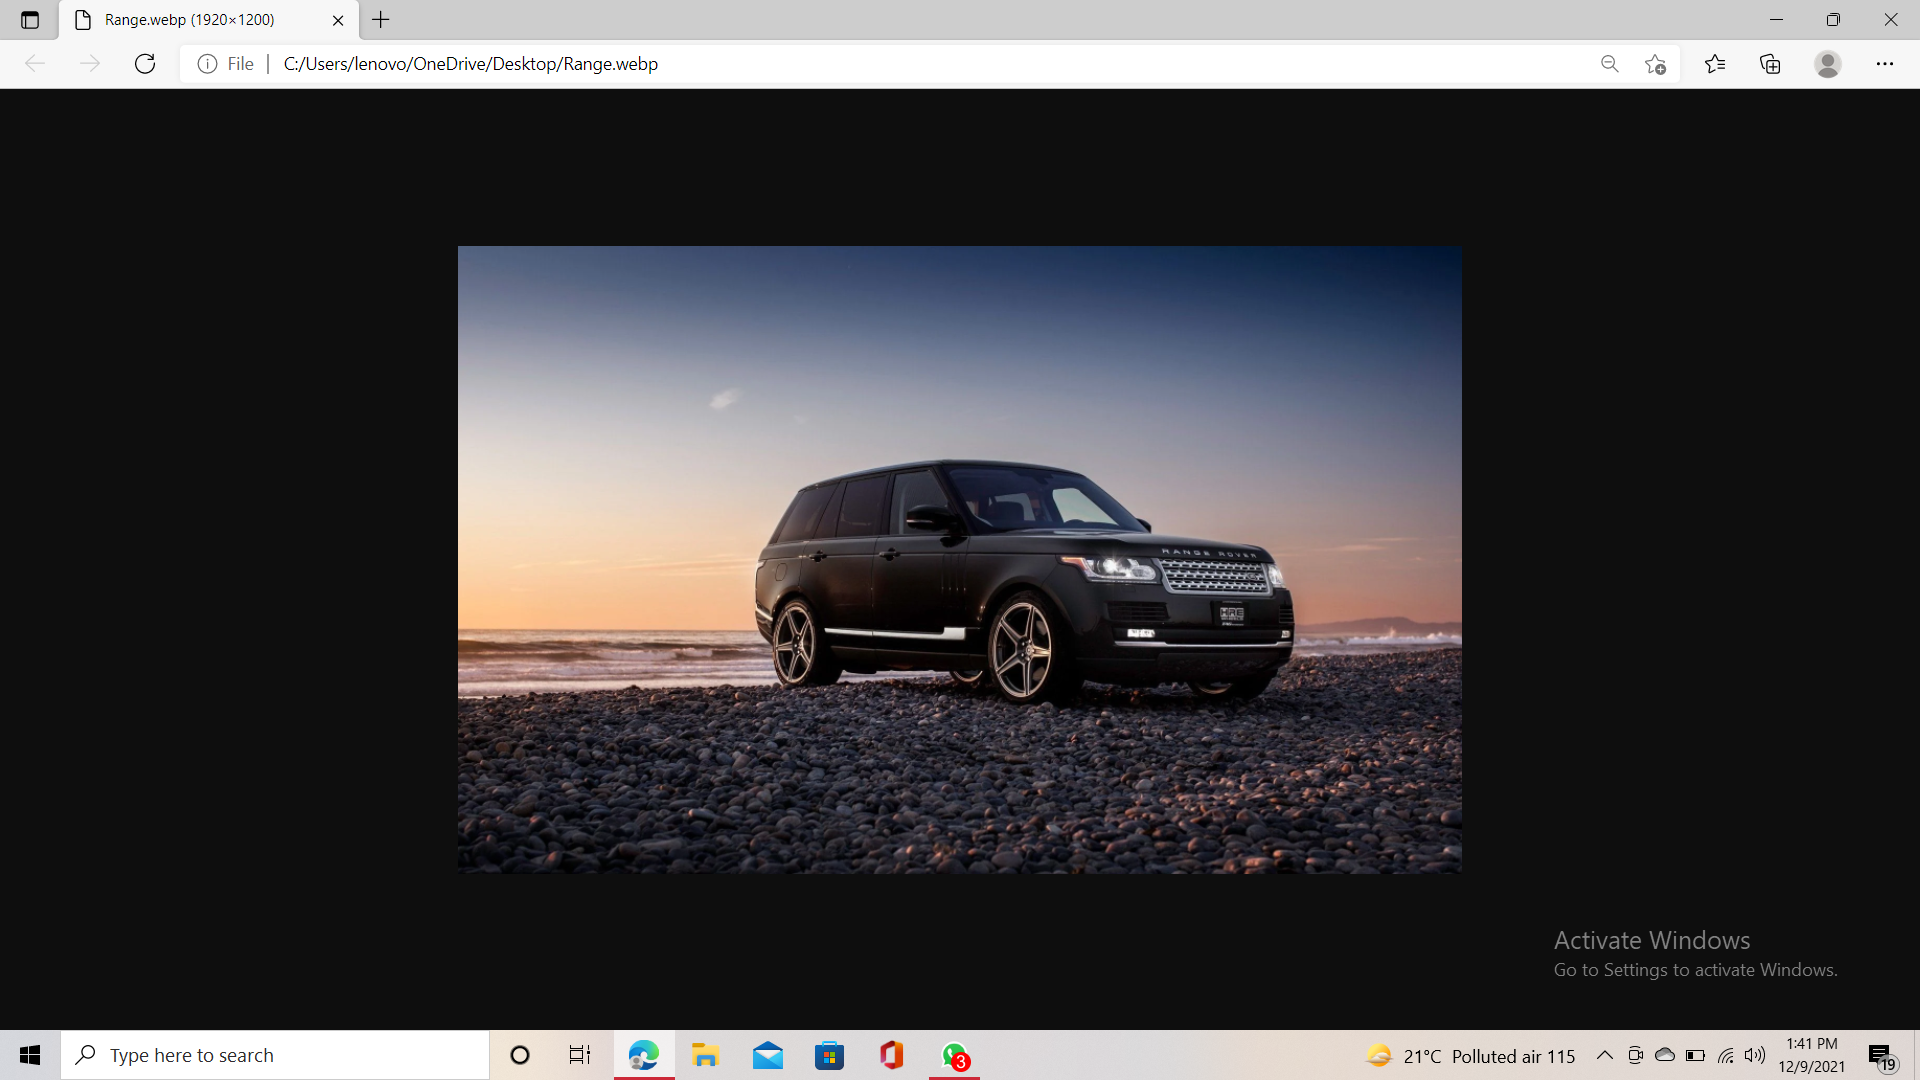 Range.webp (1920×1200)
File
C:/Users/lenovo/OneDrive/Desktop/Range.webp
RANGE ROVER
HRE
Activate Windows
Go to Settings to activate Windows.
Type here to search
3
21°C Polluted air 115
1:41 PM
12/9/2021
19